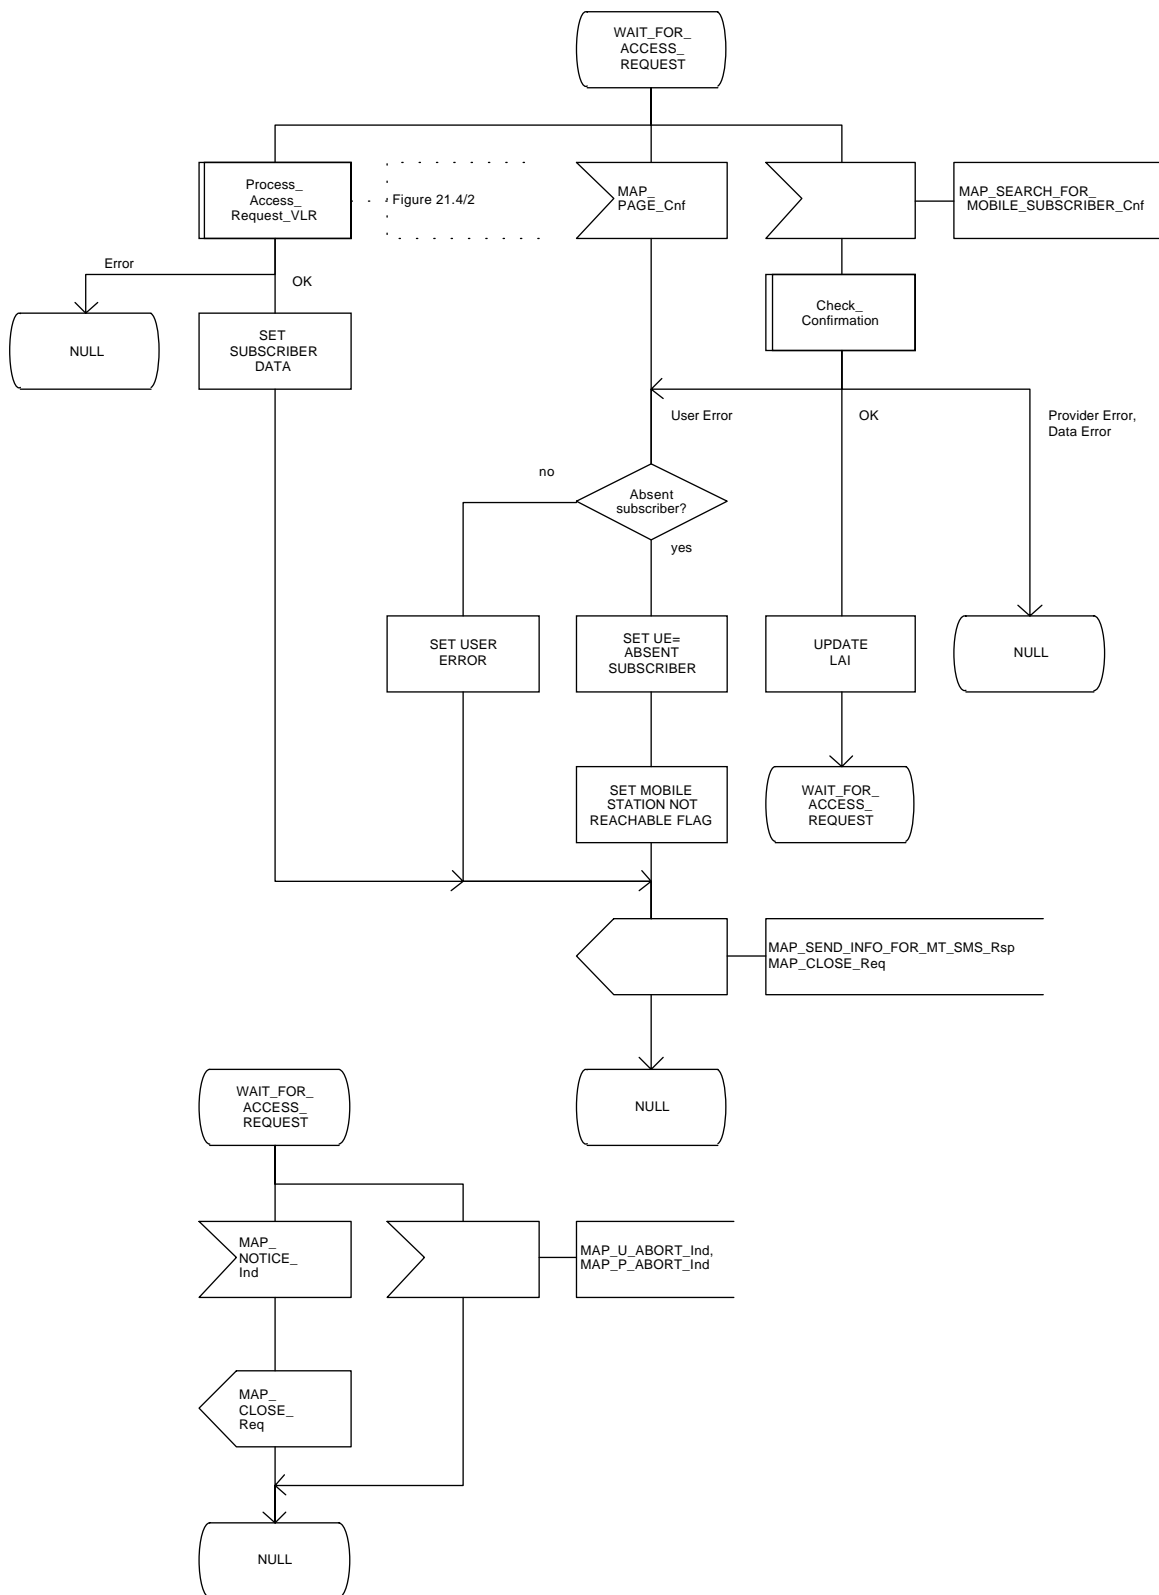 WAIT_FOR_
ACCESS_
REQUEST
Process_
Access_
Request_VLR
Figure 21.4/2
MAP_
PAGE_Cnf
MAP_SEARCH_FOR_
MOBILE_SUBSCRIBER_Cnf
Error
OK
NULL
SET
SUBSCRIBER
DATA
Check_
Confirmation
User Error
OK
Provider Error,
Data Error
no
Absent
subscriber?
yes
SET USER
ERROR
SET UE=
ABSENT
SUBSCRIBER
UPDATE
LAI
NULL
SET MOBILE
STATION NOT
REACHABLE FLAG
WAIT_FOR_
ACCESS_
REQUEST
MAP_SEND_INFO_FOR_MT_SMS_Rsp
MAP_CLOSE_Req
NULL
WAIT_FOR_
ACCESS_
REQUEST
MAP_
NOTICE_
Ind
MAP_U_ABORT_Ind,
MAP_P_ABORT_Ind
MAP_
CLOSE_
Req
NULL